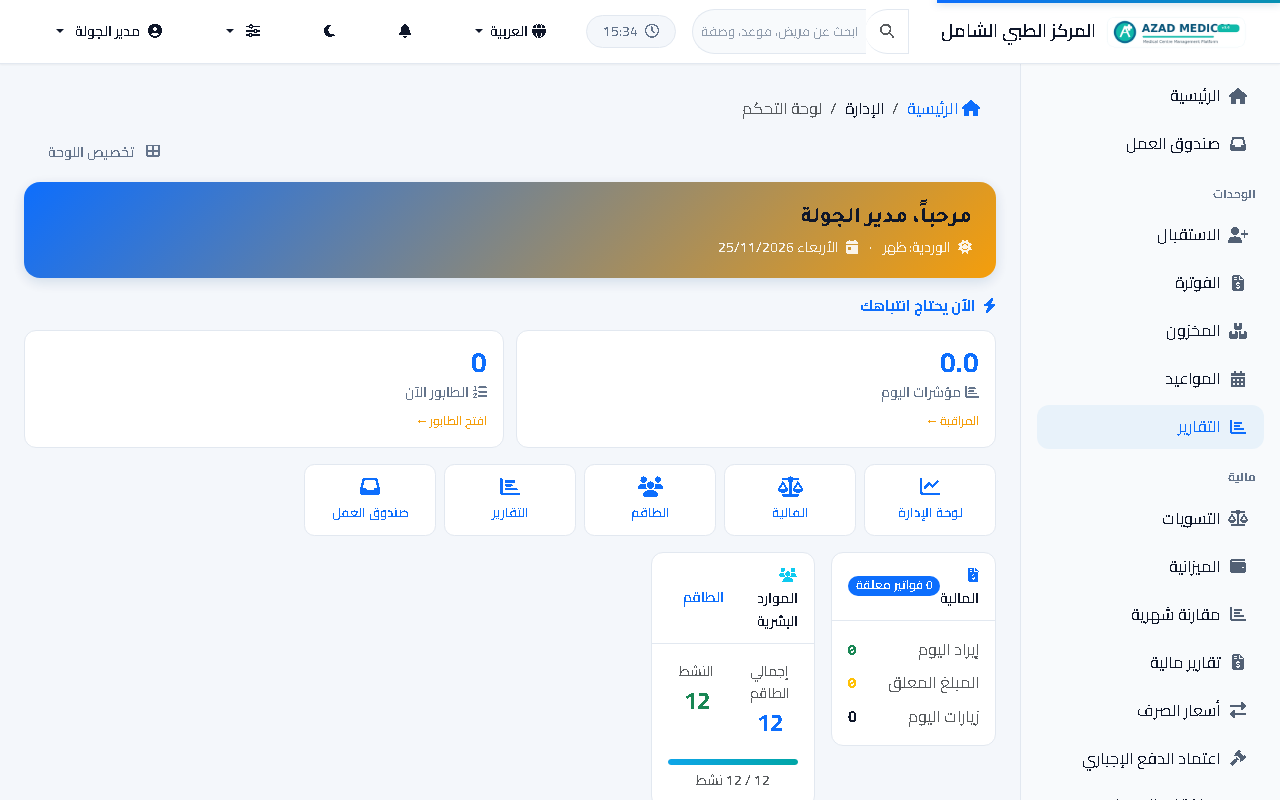 AZAD MEDIC
Medical Centre Management Platform
المركز الطبي الشامل
ابحث عن مريض، موعد، وصفة
15:34
العربية
مدير الجولة
الرئيسية
صندوق العمل
الوحدات
الاستقبال
الفوترة
المخزون
المواعيد
التقارير
مالية
التسويات
الميزانية
مقارنة شهرية
تقارير مالية
أسعار الصرف
اعتماد الدفع الإجباري
الرئيسية / الإدارة / لوحة التحكم
تخصيص اللوحة
مرحباً، مدير الجولة
الوردية: ظهر · الأربعاء 25/11/2026
الآن يحتاج انتباهك
0.0
مؤشرات اليوم
المراقبة ←
0
الطابور الآن
افتح الطابور ←
لوحة الإدارة
المالية
الطاقم
التقارير
صندوق العمل
المالية
0 فواتير معلقة
إيراد اليوم 0
المبلغ المعلق 0
زيارات اليوم 0
الموارد البشرية
الطاقم
إجمالي الطاقم
12
النشط
12
12 / 12 نشط